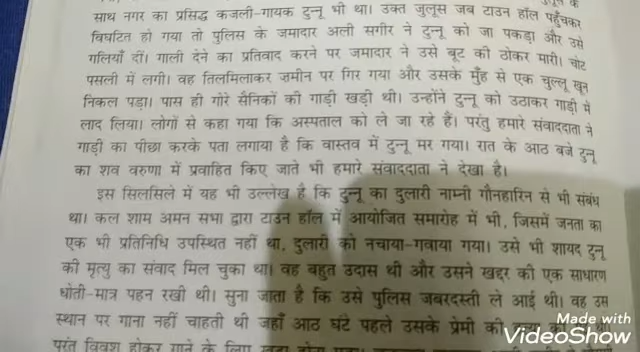 साथ नगर का प्रसिद्ध कजली-गायक टुन्नू भी था। उक्त जुलूस जब टाउन हॉल पहुँचकर
विघटित हो गया तो पुलिस के जमादार अली सगीर ने टुन्नू को जा पकड़ा और उसे
गलियाँ दीं। गाली देने का प्रतिवाद करने पर जमादार ने उसे बूट की ठोकर मारी। चोट
पसली में लगी। वह तिलमिलाकर ज़मीन पर गिर गया और उसके मुँह से एक चुल्लू खून
निकल पड़ा। पास ही गोरे सैनिकों की गाड़ी खड़ी थी। उन्होंने टुन्नू को उठाकर गाड़ी में
लाद लिया। लोगों से कहा गया कि अस्पताल को ले जा रहे हैं। परंतु हमारे संवाददाता ने
गाड़ी का पीछा करके पता लगाया है कि वास्तव में टुन्नू मर गया। रात के आठ बजे टुन्नू
का शव वरुणा में प्रवाहित किए जाते भी हमारे संवाददाता ने देखा है।
इस सिलसिले में यह भी उल्लेख है कि टुन्नू का दुलारी नाम्नी गौनहारिन से भी संबंध
था। कल शाम अमन सभा द्वारा टाउन हॉल में आयोजित समारोह में भी, जिसमें जनता का
एक भी प्रतिनिधि उपस्थित नहीं था, दुलारी को नचाया-गवाया गया। उसे भी शायद टुन्नू
की मृत्यु का संवाद मिल चुका था। वह बहुत उदास थी और उसने खद्दर की एक साधारण
धोती-मात्र पहन रखी थी। सुना जाता है कि उसे पुलिस जबरदस्ती ले आई थी। वह उस
स्थान पर गाना नहीं चाहती थी जहाँ आठ घंटे पहले उसके प्रेमी की
परंतु विवश होकर गाने के लिए
Made with
VideoShow